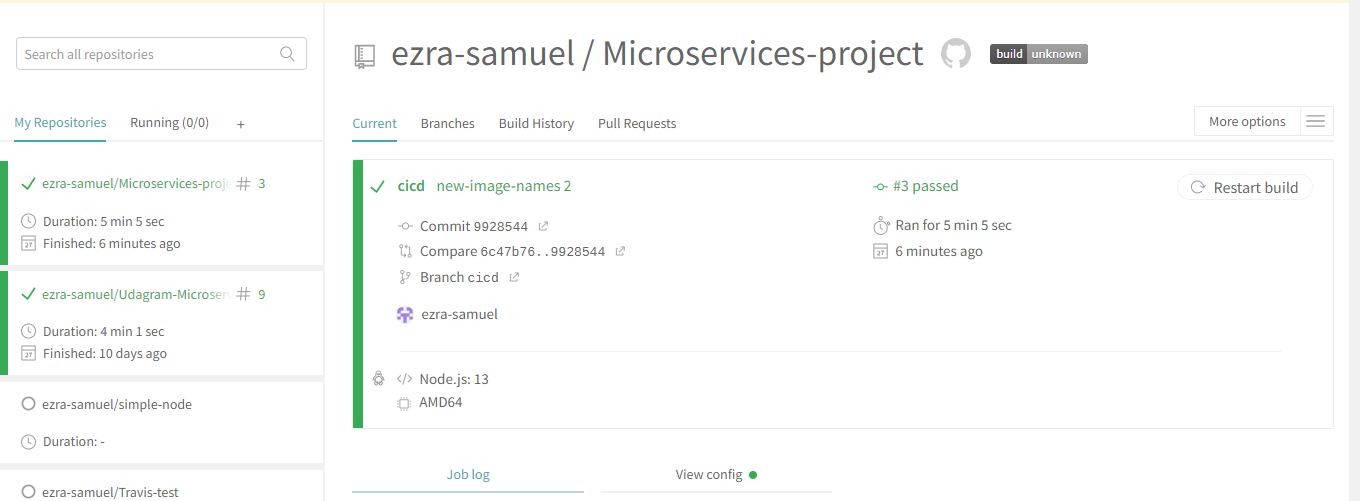 Search all repositories
My Repositories Running (0/0) +
ezra-samuel/Microservices-proj # 3
Duration: 5 min 5 sec
27 Finished: 6 minutes ago
ezra-samuel/Udagram-Microser # 9
Duration: 4 min 1 sec
27 Finished: 10 days ago
ezra-samuel/simple-node
Duration: -
ezra-samuel/Travis-test
ezra-samuel / Microservices-project build unknown
Current Branches Build History Pull Requests More options
cicd new-image-names 2 #3 passed Restart build
Commit 9928544 Ran for 5 min 5 sec
Compare 6c47b76..9928544 27 6 minutes ago
Branch cicd
ezra-samuel
</> Node.js: 13
AMD64
Job log View config